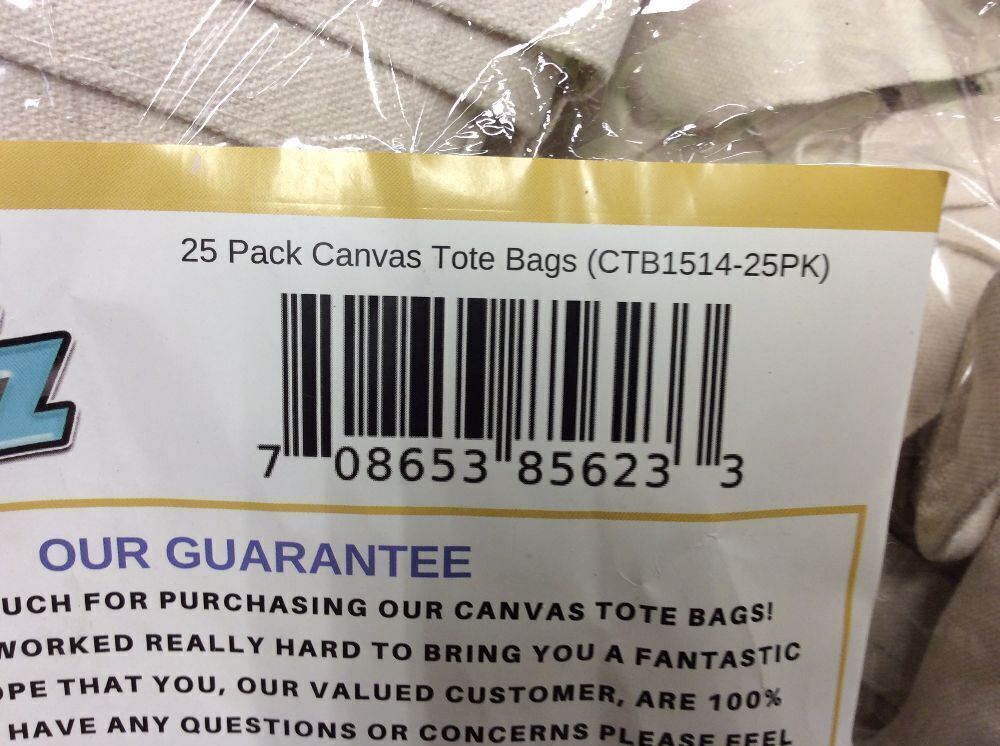 25 Pack Canvas Tote Bags (CTB1514-25PK)
7 08653 85623 3
OUR GUARANTEE
UCH FOR PURCHASING OUR CANVAS TOTE BAGS!
WORKED REALLY HARD TO BRING YOU A FANTASTIC
OPE THAT YOU, OUR VALUED CUSTOMER, ARE 100%
HAVE ANY QUESTIONS OR CONCERNS PLEASE FEEL